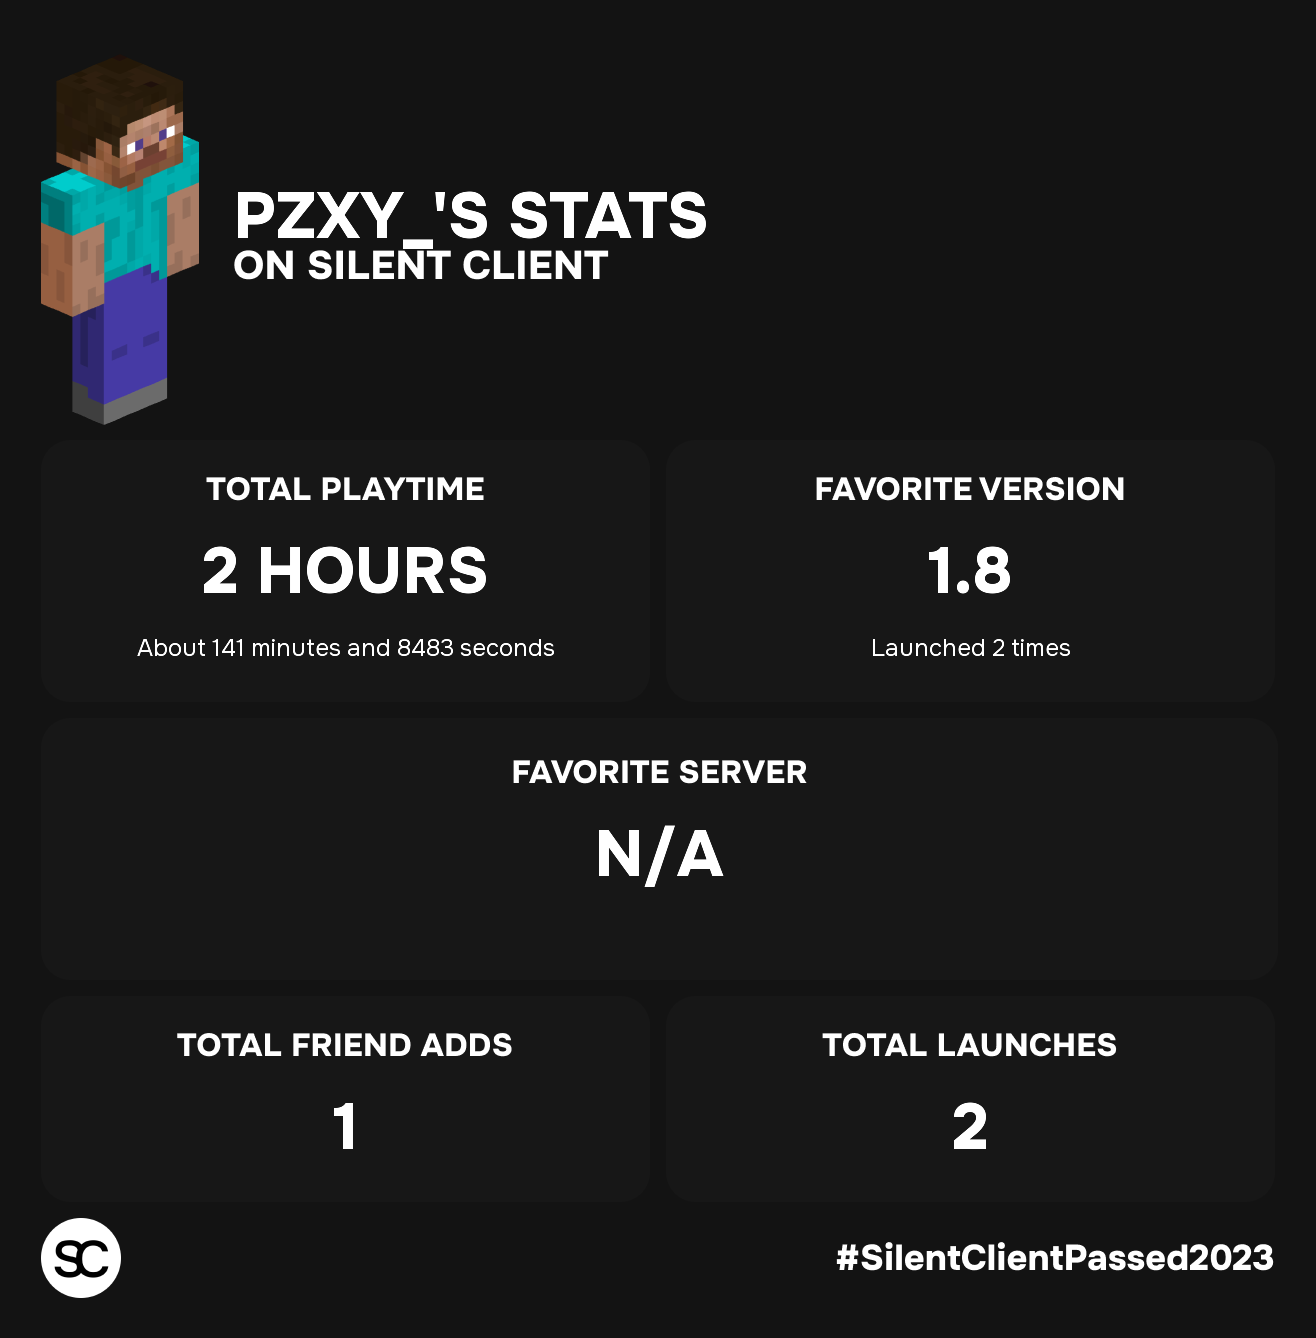 PZXY_'S STATS
ON SILENT CLIENT
TOTAL PLAYTIME
2 HOURS
About 141 minutes and 8483 seconds
FAVORITE VERSION
1.8
Launched 2 times
FAVORITE SERVER
N/A
TOTAL FRIEND ADDS
1
TOTAL LAUNCHES
2
SC
#SilentClientPassed2023